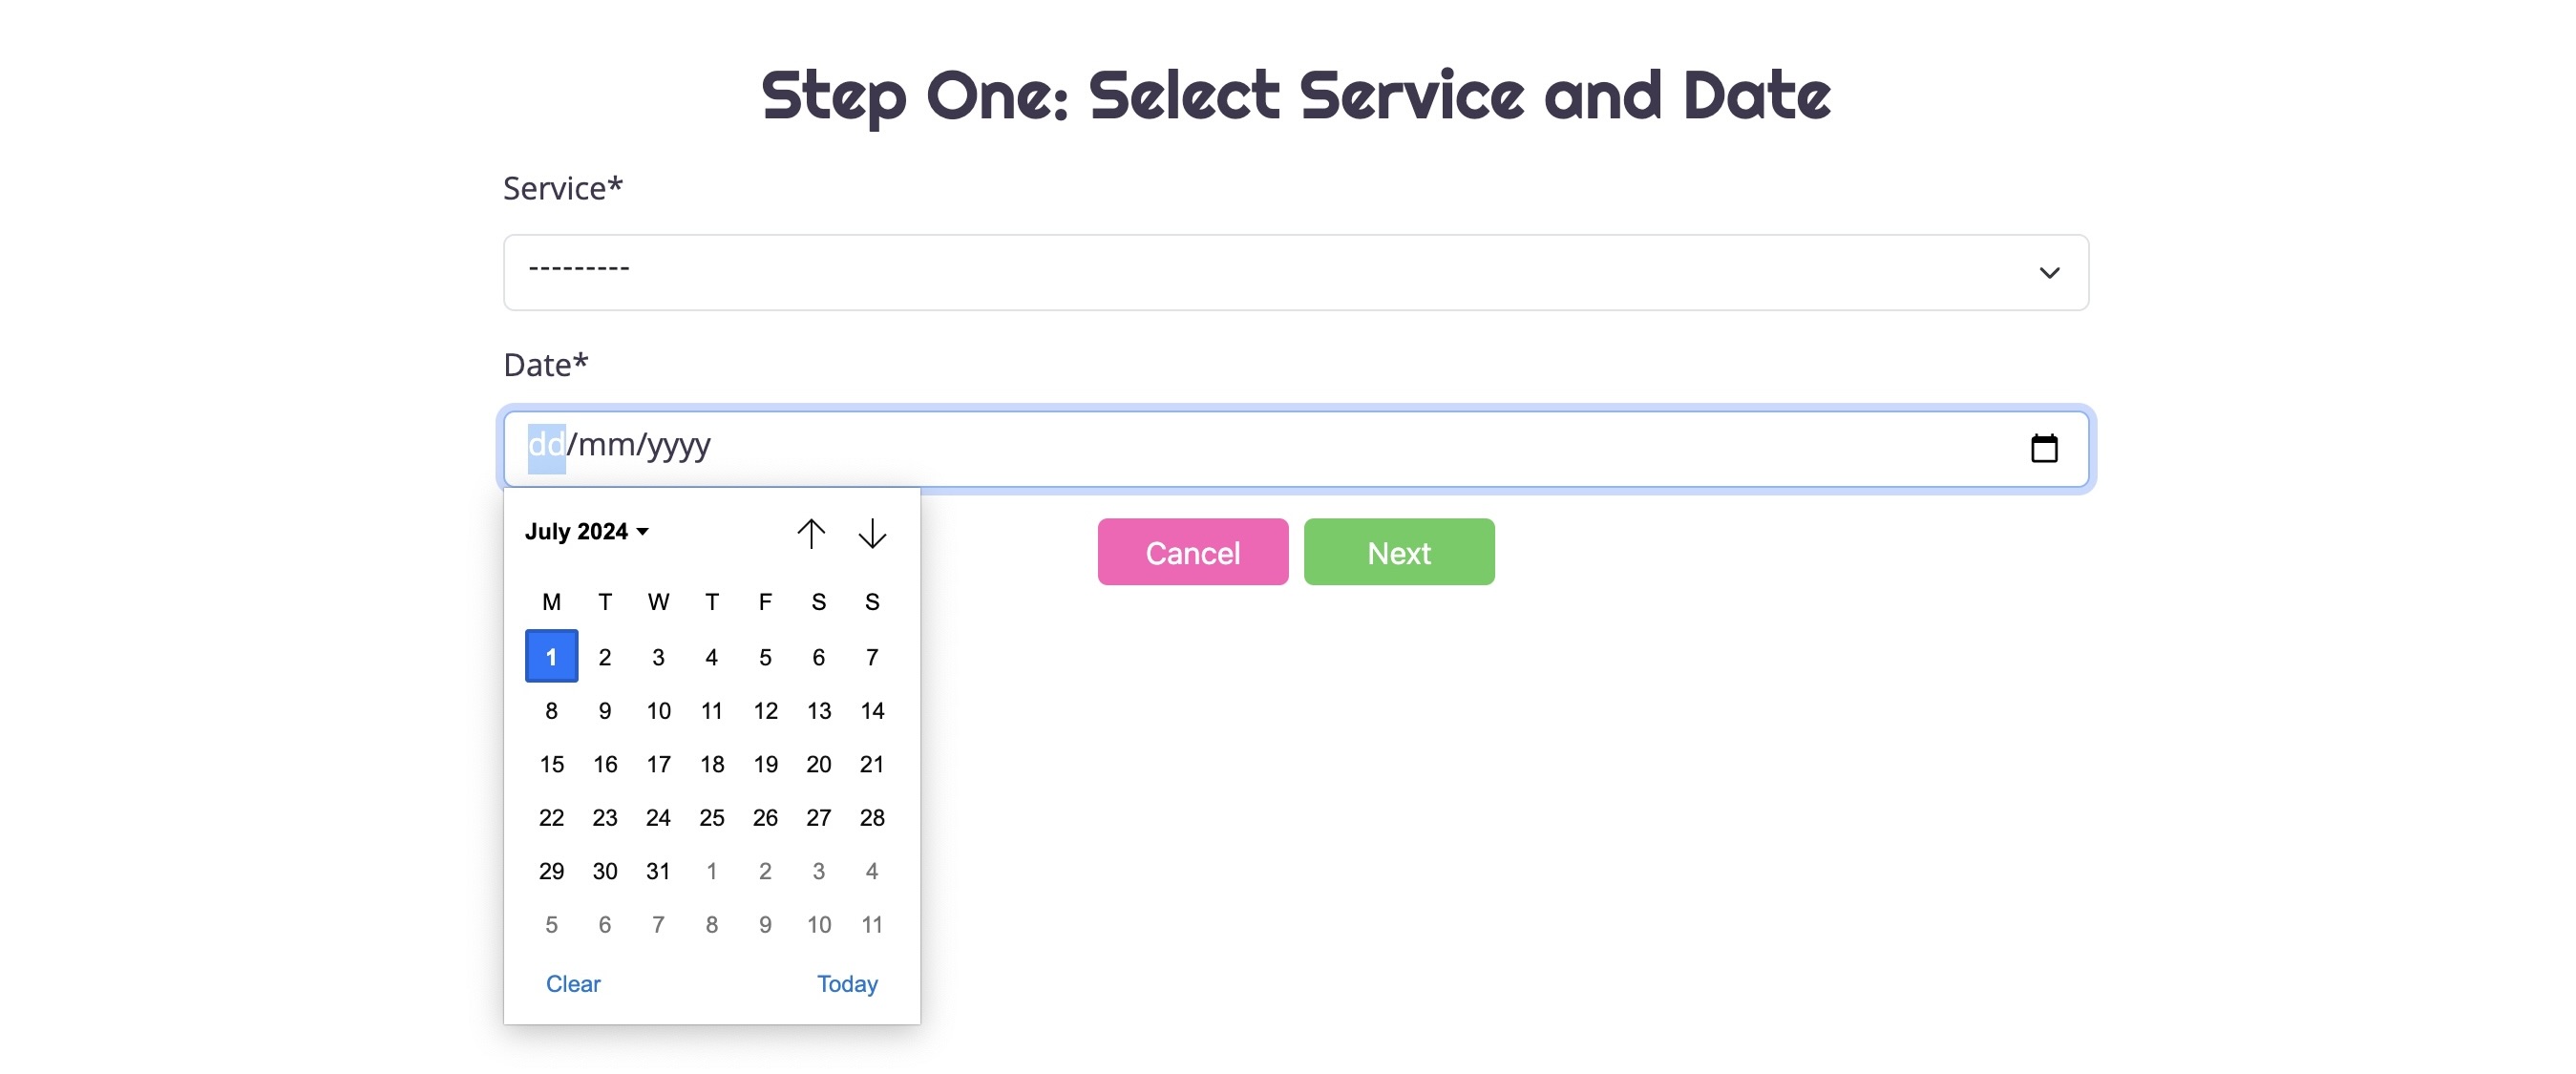 Step One: Select Service and Date
Service*
---------
Date*
dd/mm/yyyy
July 2024
Cancel Next
M T W T F S S
1 2 3 4 5 6 7
8 9 10 11 12 13 14
15 16 17 18 19 20 21
22 23 24 25 26 27 28
29 30 31 1 2 3 4
5 6 7 8 9 10 11
Clear Today